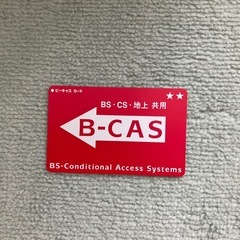 ビーキャス カード
★★
BS・CS・地上 共用
B-CAS
BS-Conditional Access Systems